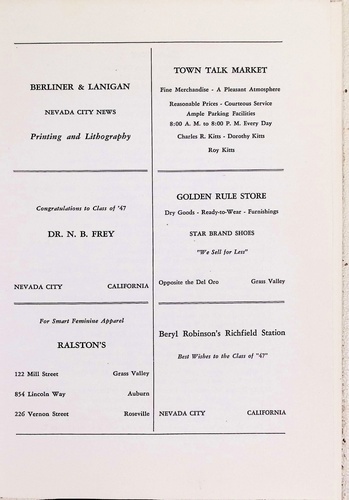 BERLINER & LANIGAN
NEVADA CITY NEWS
Printing and Lithography
TOWN TALK MARKET
Fine Merchandise - A Pleasant Atmosphere
Reasonable Prices - Courteous Service
Ample Parking Facilities
8:00 A. M. to 8:00 P. M. Every Day
Charles R. Kitts - Dorothy Kitts
Roy Kitts
Congratulations to Class of '47
DR. N. B. FREY
NEVADA CITY CALIFORNIA
GOLDEN RULE STORE
Dry Goods - Ready-to-Wear - Furnishings
STAR BRAND SHOES
"We Sell for Less"
Opposite the Del Oro Grass Valley
For Smart Feminine Apparel
RALSTON'S
122 Mill Street Grass Valley
854 Lincoln Way Auburn
226 Vernon Street Roseville
Beryl Robinson's Richfield Station
Best Wishes to the Class of "47"
NEVADA CITY CALIFORNIA